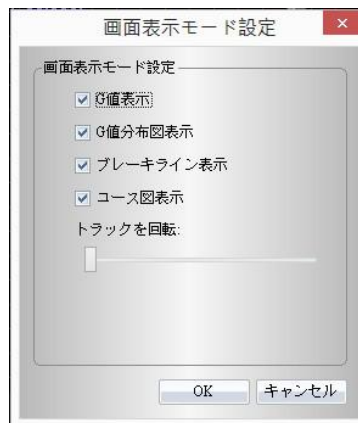 画面表示モード設定
画面表示モード設定
G値表示
G値分布図表示
ブレーキライン表示
コース図表示
トラックを回転:
OK キャンセル